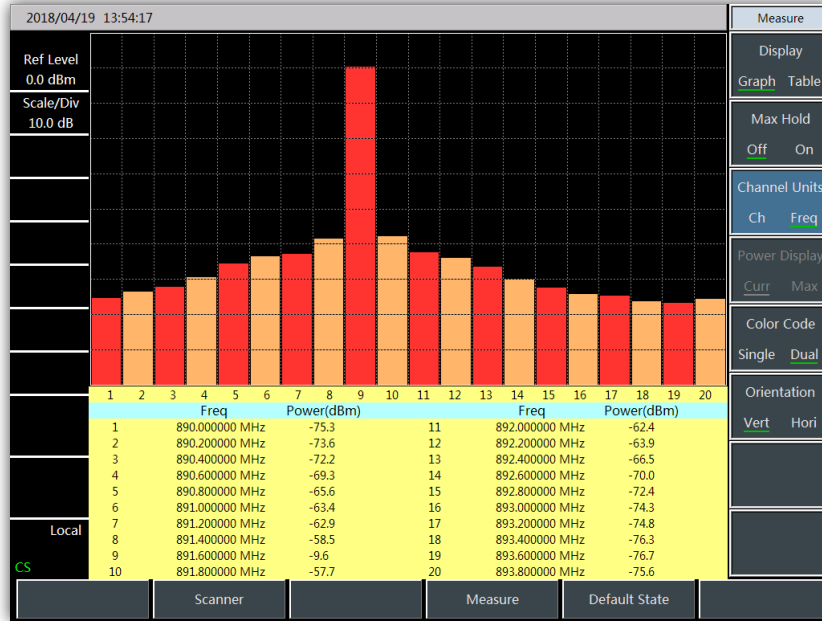 2018/04/19 13:54:17
Measure
Ref Level
0.0 dBm
Scale/Div
10.0 dB
Display
Graph Table
Max Hold
Off On
Channel Units
Ch Freq
Power Display
Curr Max
Color Code
Single Dual
Orientation
Vert Hori
Local
CS
1 2 3 4 5 6 7 8 9 10 11 12 13 14 15 16 17 18 19 20
Freq Power(dBm) Freq Power(dBm)
1 890.000000 MHz -75.3 11 892.000000 MHz -62.4
2 890.200000 MHz -73.6 12 892.200000 MHz -63.9
3 890.400000 MHz -72.2 13 892.400000 MHz -66.5
4 890.600000 MHz -69.3 14 892.600000 MHz -70.0
5 890.800000 MHz -65.6 15 892.800000 MHz -72.4
6 891.000000 MHz -63.4 16 893.000000 MHz -74.3
7 891.200000 MHz -62.9 17 893.200000 MHz -74.8
8 891.400000 MHz -58.5 18 893.400000 MHz -76.3
9 891.600000 MHz -9.6 19 893.600000 MHz -76.7
10 891.800000 MHz -57.7 20 893.800000 MHz -75.6
Scanner Measure Default State